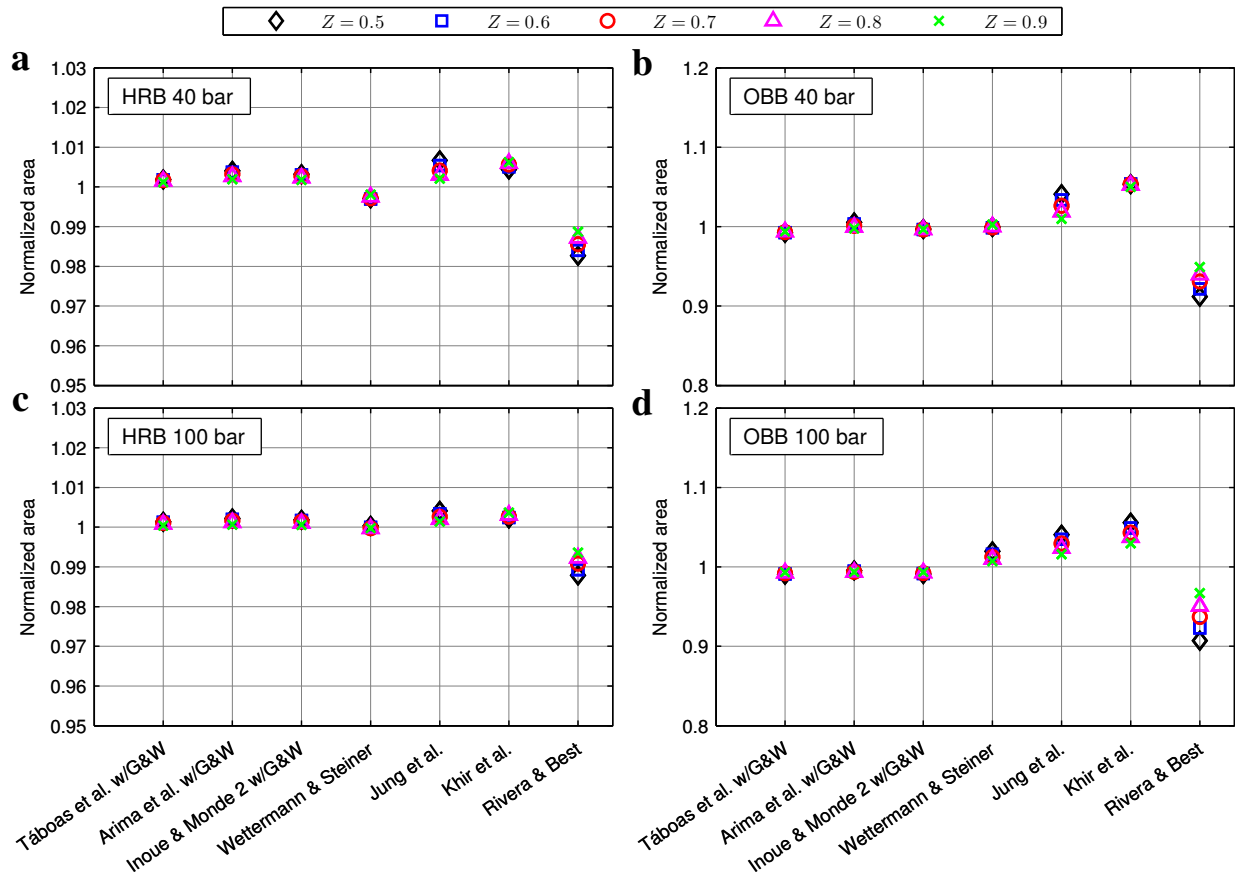 Z = 0.5 Z = 0.6 Z = 0.7 Z = 0.8 Z = 0.9
a
1.03
1.02
1.01
1
0.99
0.98
0.97
0.96
0.95
Normalized area
HRB 40 bar
b
1.2
1.1
1
0.9
0.8
Normalized area
OBB 40 bar
c
1.03
1.02
1.01
1
0.99
0.98
0.97
0.96
0.95
Normalized area
HRB 100 bar
Táboas et al. w/G&W
Arima et al. w/G&W
Inoue & Monde 2 w/G&W
Wettermann & Steiner
Jung et al.
Khir et al.
Rivera & Best
d
1.2
1.1
1
0.9
0.8
Normalized area
OBB 100 bar
Táboas et al. w/G&W
Arima et al. w/G&W
Inoue & Monde 2 w/G&W
Wettermann & Steiner
Jung et al.
Khir et al.
Rivera & Best